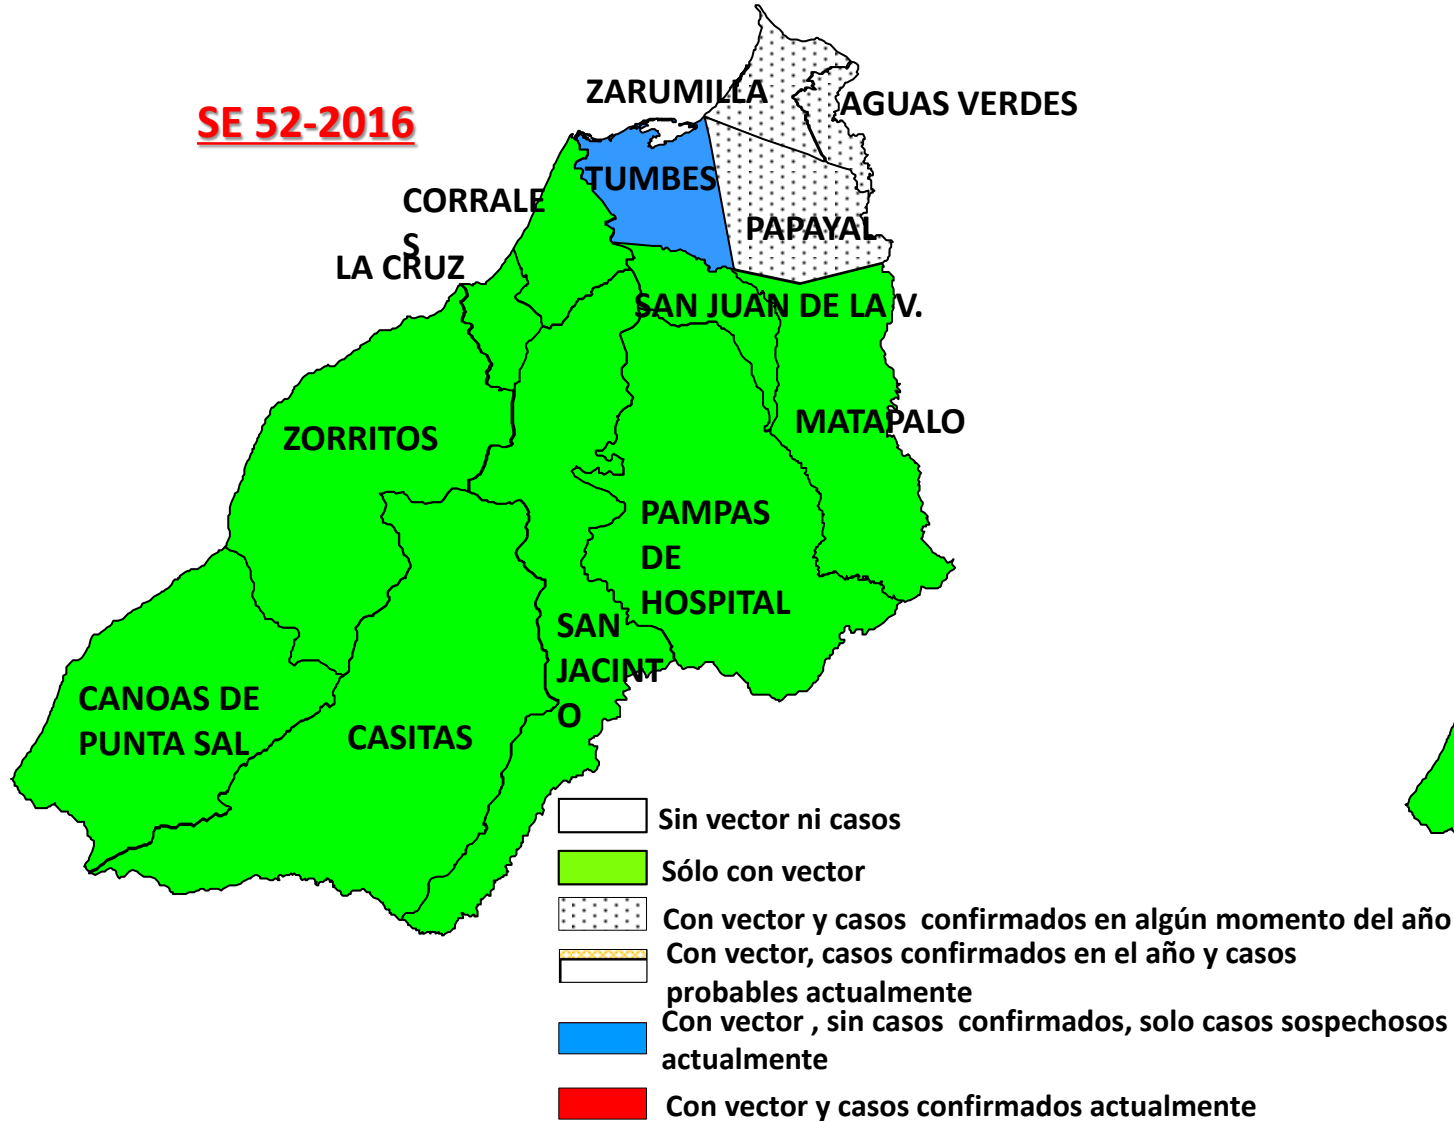 ZARUMILLA
AGUAS VERDES
SE 52-2016
TUMBES
CORRALE
S
PAPAYAL
LA CRUZ
SAN JUAN DE LA V.
MATAPALO
ZORRITOS
PAMPAS
DE
HOSPITAL
SAN
JACINT
O
CANOAS DE
PUNTA SAL
CASITAS
Sin vector ni casos
Sólo con vector
Con vector y casos confirmados en algún momento del año
Con vector, casos confirmados en el año y casos
probables actualmente
Con vector , sin casos confirmados, solo casos sospechosos
actualmente
Con vector y casos confirmados actualmente